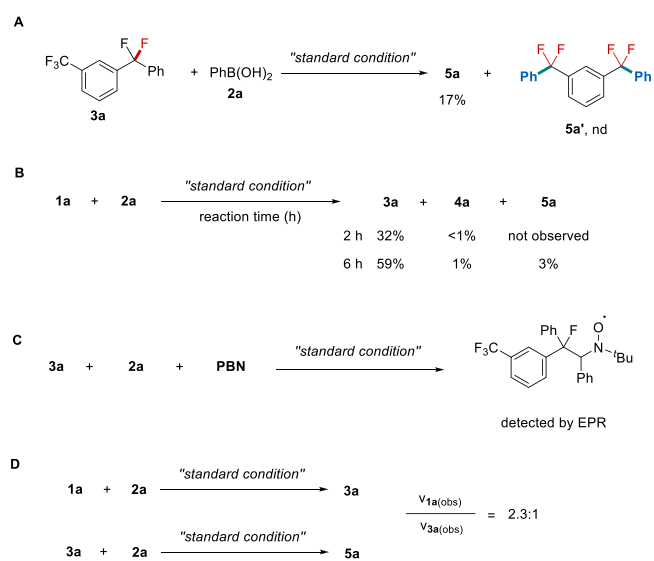 A
F₃C F F Ph
3a
+ PhB(OH)₂
2a
"standard condition"
5a +
17%
F F F F
Ph Ph
5a', nd
B
"standard condition"
1a + 2a 3a + 4a + 5a
reaction time (h)
2 h 32% <1% not observed
6 h 59% 1% 3%
C
"standard condition"
3a + 2a + PBN
Ph F O•
F₃C N ᵗBu
Ph
detected by EPR
D
"standard condition"
1a + 2a 3a
"standard condition"
3a + 2a 5a
v1a(obs)
= 2.3:1
v3a(obs)